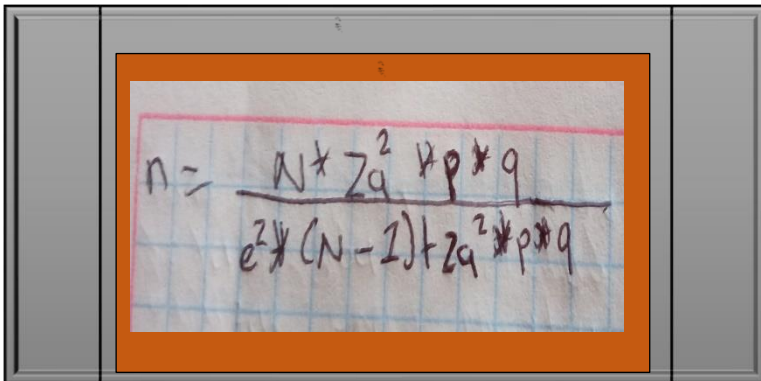 n = N * Za² * p * q
e² * (N - 1) + Za² * p * q